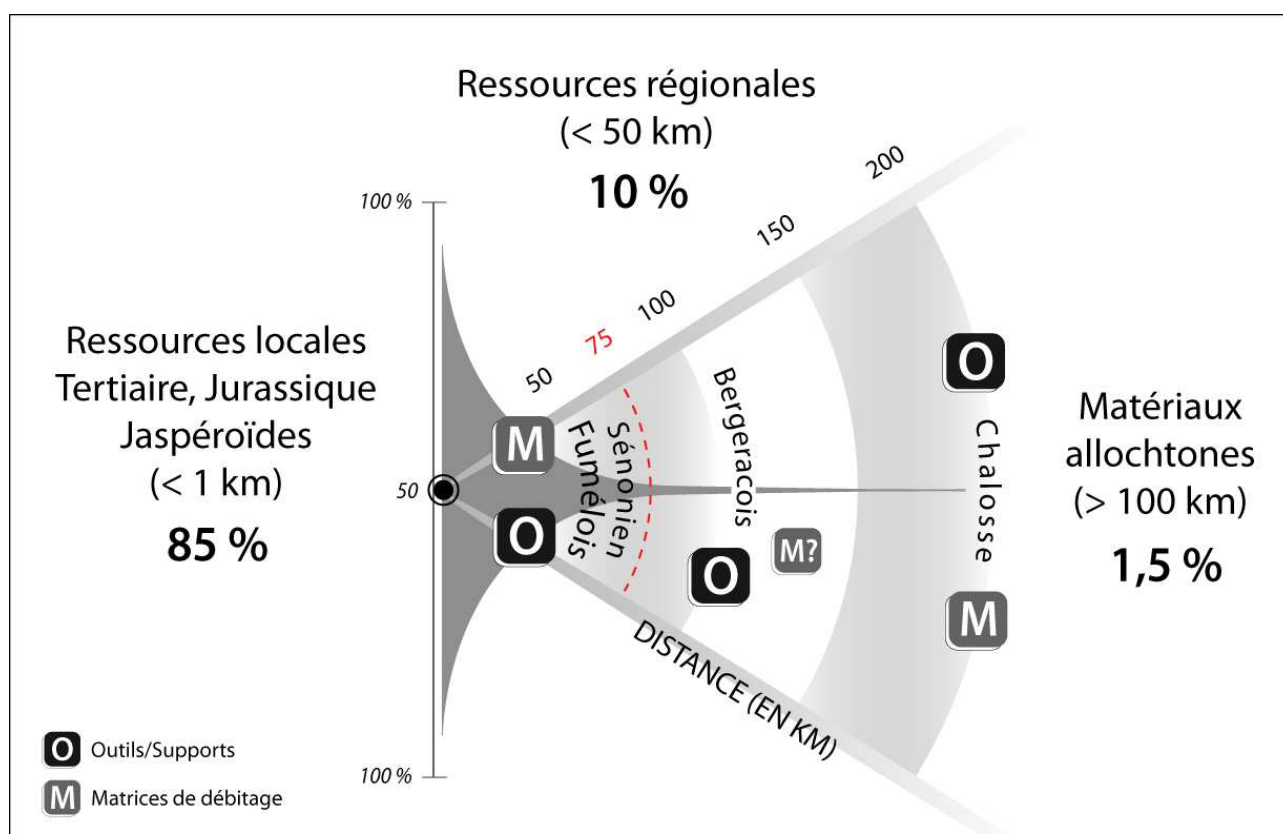 Ressources régionales
(< 50 km)
10 %
100 %
50
100 %
Ressources locales
Tertiaire, Jurassique
Jaspéroïdes
(< 1 km)
85 %
50
75
100
150
200
M
O
Fumélois
Sénonien
Bergeracois
O
M?
Chalosse
O
M
DISTANCE (EN KM)
Matériaux
allochtones
(> 100 km)
1,5 %
O Outils/Supports
M Matrices de débitage